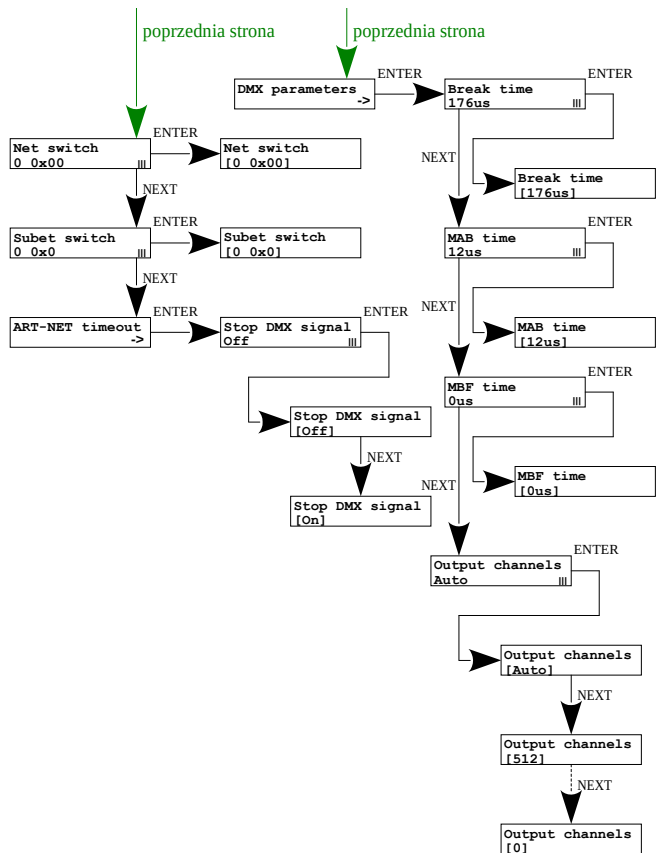 poprzednia strona
poprzednia strona
DMX parameters
->
ENTER
Break time
176us
ENTER
NEXT
Break time
[176us]
Net switch
0 0x00
ENTER
Net switch
[0 0x00]
NEXT
Subet switch
0 0x0
ENTER
Subet switch
[0 0x0]
NEXT
ART-NET timeout
->
ENTER
Stop DMX signal
Off
ENTER
Stop DMX signal
[Off]
NEXT
Stop DMX signal
[On]
MAB time
12us
ENTER
NEXT
MAB time
[12us]
MBF time
0us
ENTER
NEXT
MBF time
[0us]
Output channels
Auto
ENTER
Output channels
[Auto]
NEXT
Output channels
[512]
NEXT
Output channels
[0]